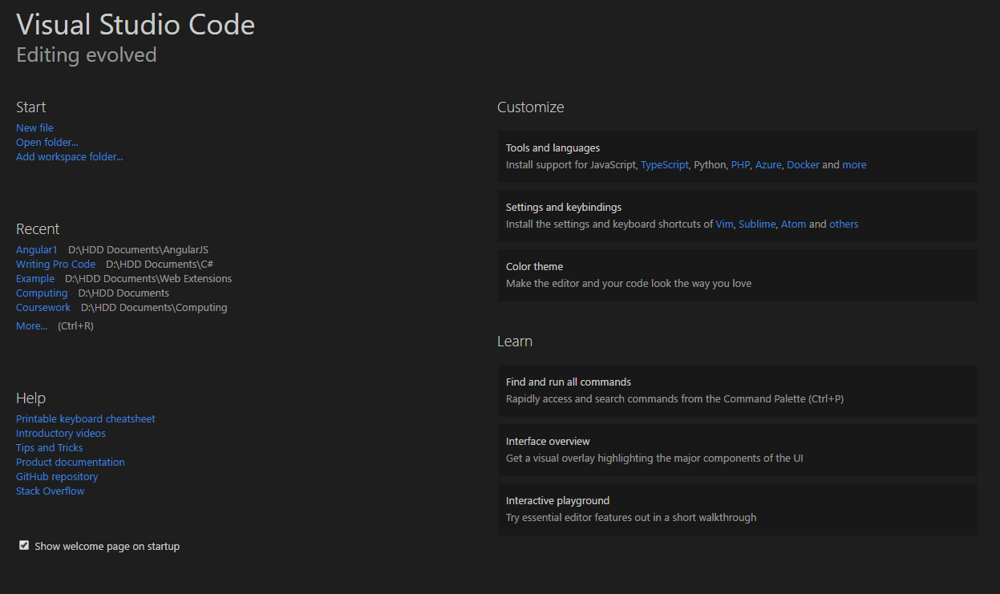 Visual Studio Code
Editing evolved
Start
New file
Open folder...
Add workspace folder...
Recent
Angular1 D:\HDD Documents\AngularJS
Writing Pro Code D:\HDD Documents\C#
Example D:\HDD Documents\Web Extensions
Computing D:\HDD Documents
Coursework D:\HDD Documents\Computing
More... (Ctrl+R)
Help
Printable keyboard cheatsheet
Introductory videos
Tips and Tricks
Product documentation
GitHub repository
Stack Overflow
Show welcome page on startup
Customize
Tools and languages
Install support for JavaScript, TypeScript, Python, PHP, Azure, Docker and more
Settings and keybindings
Install the settings and keyboard shortcuts of Vim, Sublime, Atom and others
Color theme
Make the editor and your code look the way you love
Learn
Find and run all commands
Rapidly access and search commands from the Command Palette (Ctrl+P)
Interface overview
Get a visual overlay highlighting the major components of the UI
Interactive playground
Try essential editor features out in a short walkthrough